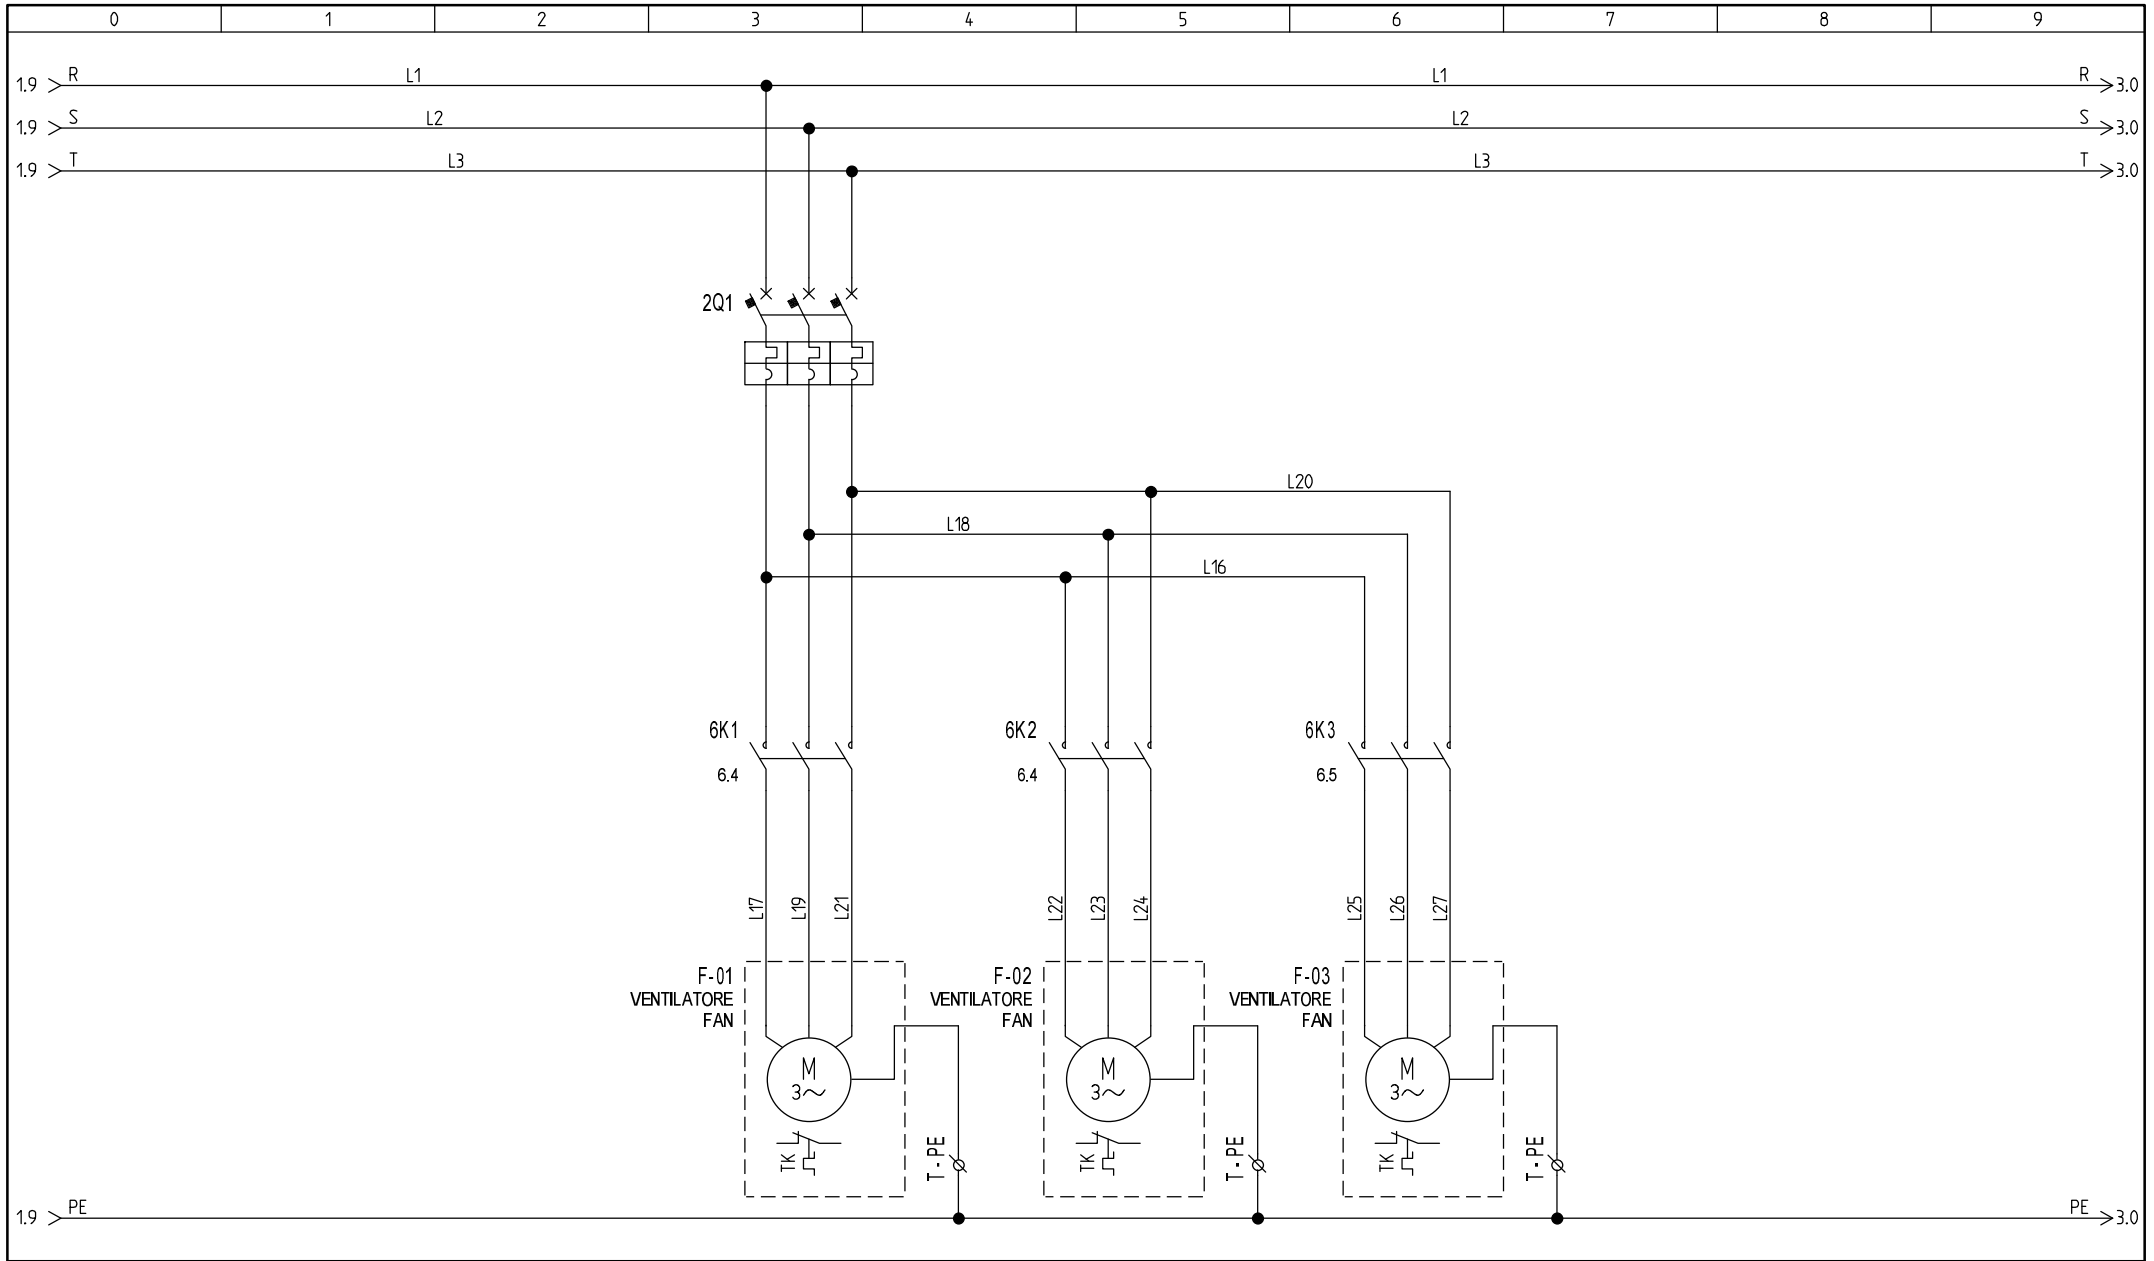 0 1 2 3 4 5 6 7 8 9
1.9 R L1 L1 R 3.0
1.9 S L2 L2 S 3.0
1.9 T L3 L3 T 3.0
2Q1
L20
L18
L16
6K1 6K2 6K3
6.4 6.4 6.5
L17 L19 L21 L22 L23 L24 L25 L26 L27
F-01 F-02 F-03
VENTILATORE VENTILATORE VENTILATORE
FAN FAN FAN
M M M
3~ 3~ 3~
TK T-PE TK T-PE TK T-PE
1.9 PE PE 3.0